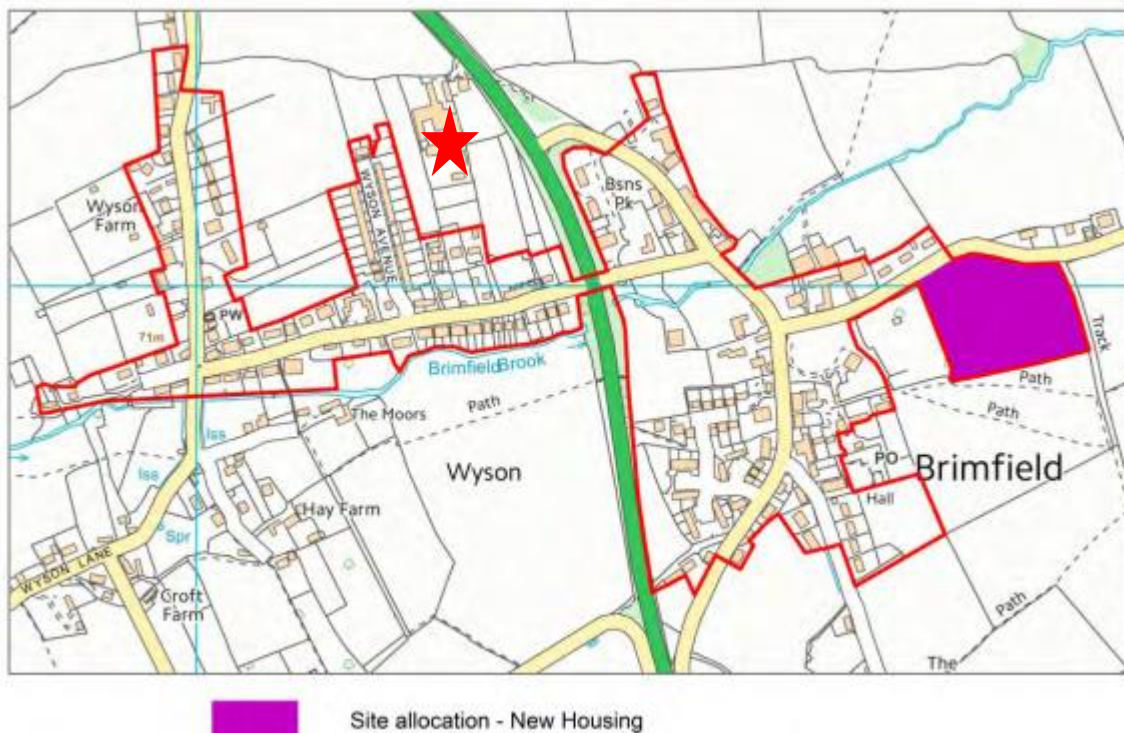 Wyson
Farm
WYSON AVENUE
Bsns
Pk
PW
71m
Brimfield Brook
Track
Path
The Moors
Path
Path
Iss
Iss
Wyson
PO
Brimfield
Hall
Hay Farm
Spr
WYSON LANE
Croft
Farm
Path
The
Site allocation - New Housing